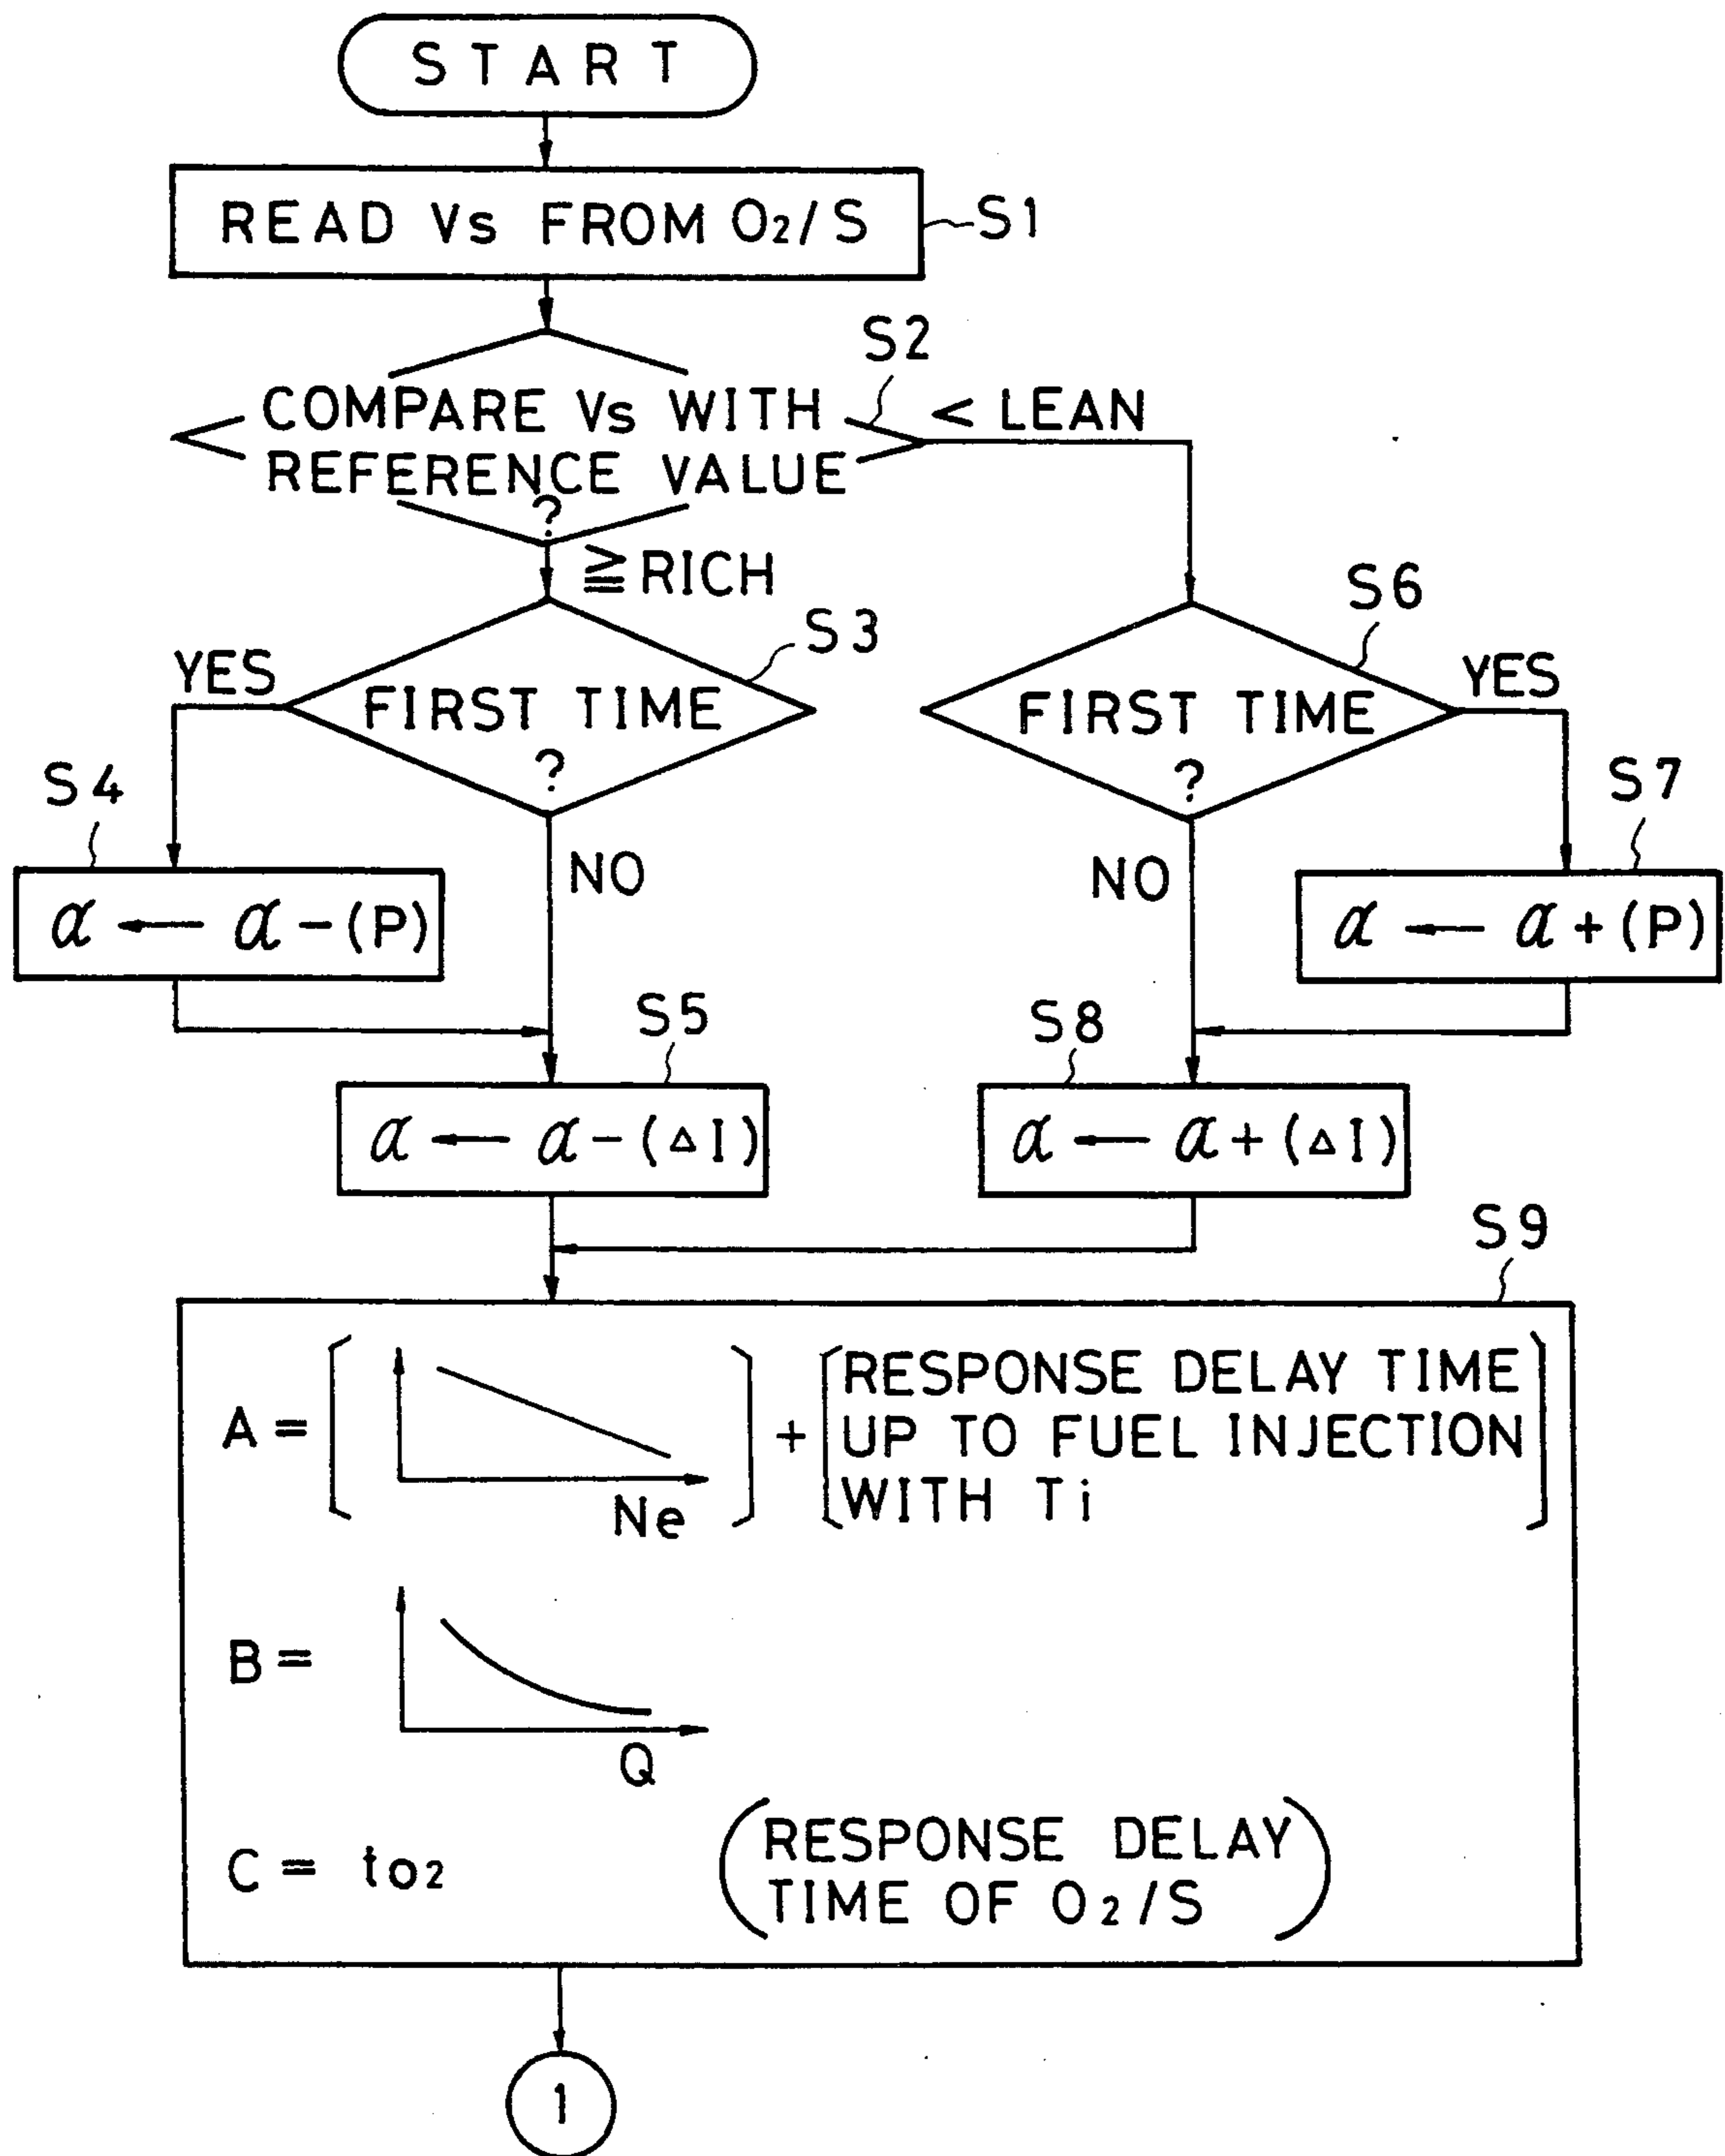 START
READ Vs FROM O₂/S
S1
S2
COMPARE Vs WITH
REFERENCE VALUE
?
< LEAN
≧ RICH
S3
S6
YES
FIRST TIME
?
NO
FIRST TIME
?
YES
NO
S4
α ← α - (P)
S7
α ← α + (P)
S5
α ← α - (ΔI)
S8
α ← α + (ΔI)
S9
A = [ Ne ] + [ RESPONSE DELAY TIME
UP TO FUEL INJECTION
WITH Ti ]
B =
Q
C = to₂
(RESPONSE DELAY
TIME OF O₂/S)
1